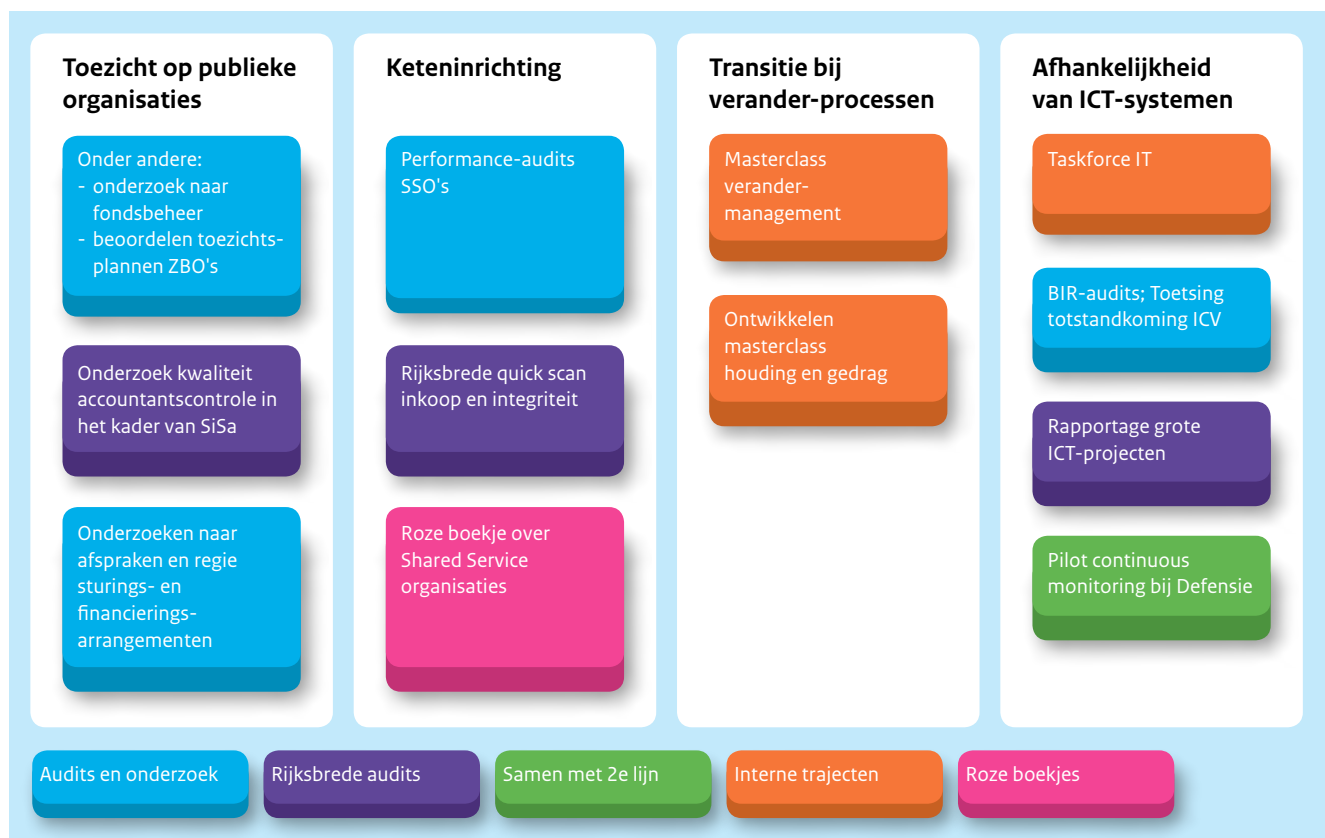 Toezicht op publieke
organisaties
Onder andere:
- onderzoek naar
fondsbeheer
- beoordelen toezichts-
plannen ZBO's
Onderzoek kwaliteit
accountantscontrole in
het kader van SiSa
Onderzoeken naar
afspraken en regie
sturings- en
financierings-
arrangementen
Keteninrichting
Performance-audits
SSO's
Rijksbrede quick scan
inkoop en integriteit
Roze boekje over
Shared Service
organisaties
Transitie bij
verander-processen
Masterclass
verander-
management
Ontwikkelen
masterclass
houding en gedrag
Afhankelijkheid
van ICT-systemen
Taskforce IT
BIR-audits; Toetsing
totstandkoming ICV
Rapportage grote
ICT-projecten
Pilot continuous
monitoring bij Defensie
Audits en onderzoek
Rijksbrede audits
Samen met 2e lijn
Interne trajecten
Roze boekjes